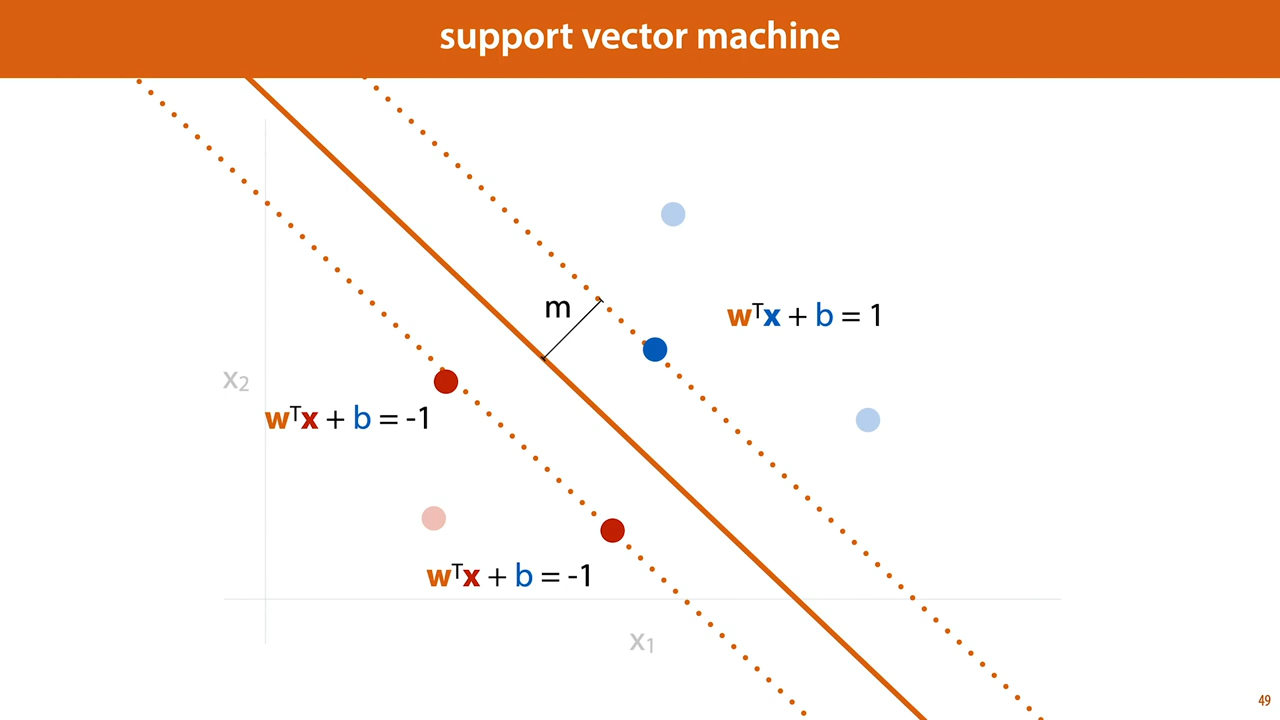 support vector machine
m
wᵀx + b = 1
x₂
wᵀx + b = -1
wᵀx + b = -1
x₁
49